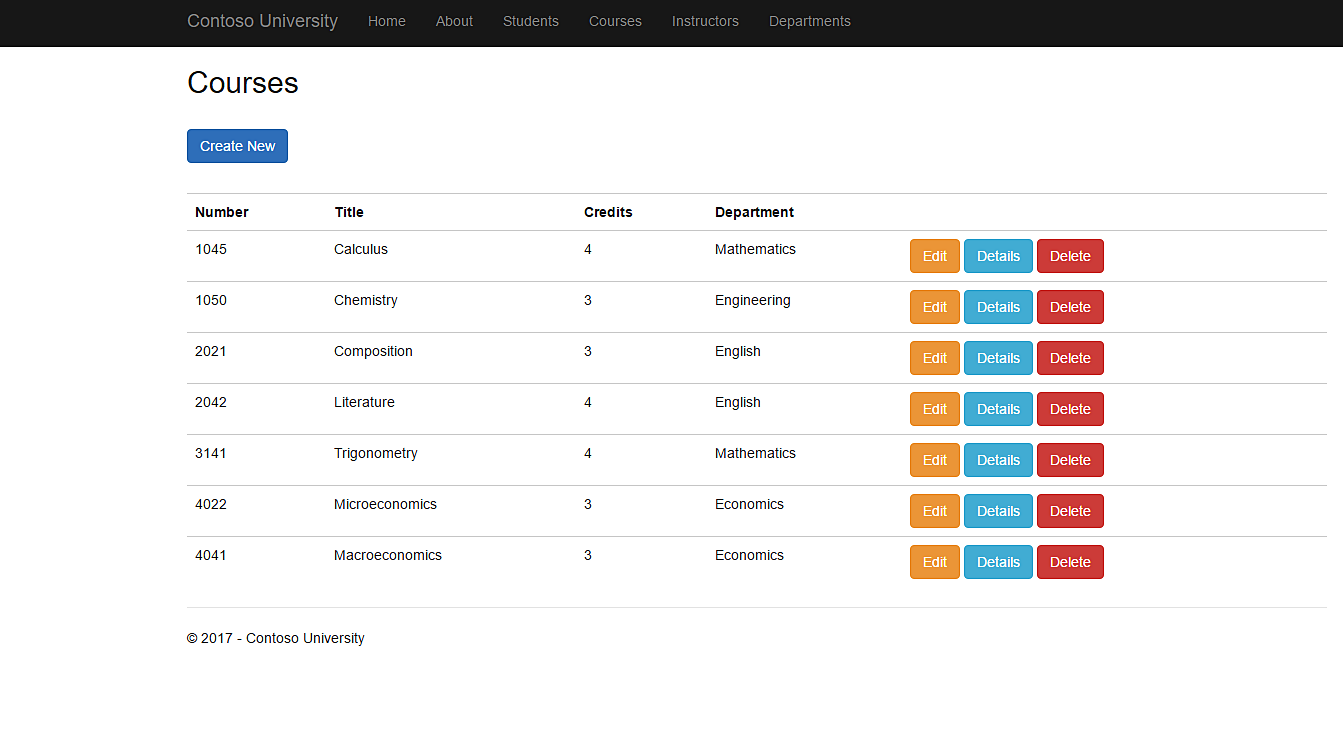 Contoso University Home About Students Courses Instructors Departments
Courses
Create New
Number Title Credits Department
1045 Calculus 4 Mathematics Edit Details Delete
1050 Chemistry 3 Engineering Edit Details Delete
2021 Composition 3 English Edit Details Delete
2042 Literature 4 English Edit Details Delete
3141 Trigonometry 4 Mathematics Edit Details Delete
4022 Microeconomics 3 Economics Edit Details Delete
4041 Macroeconomics 3 Economics Edit Details Delete
© 2017 - Contoso University